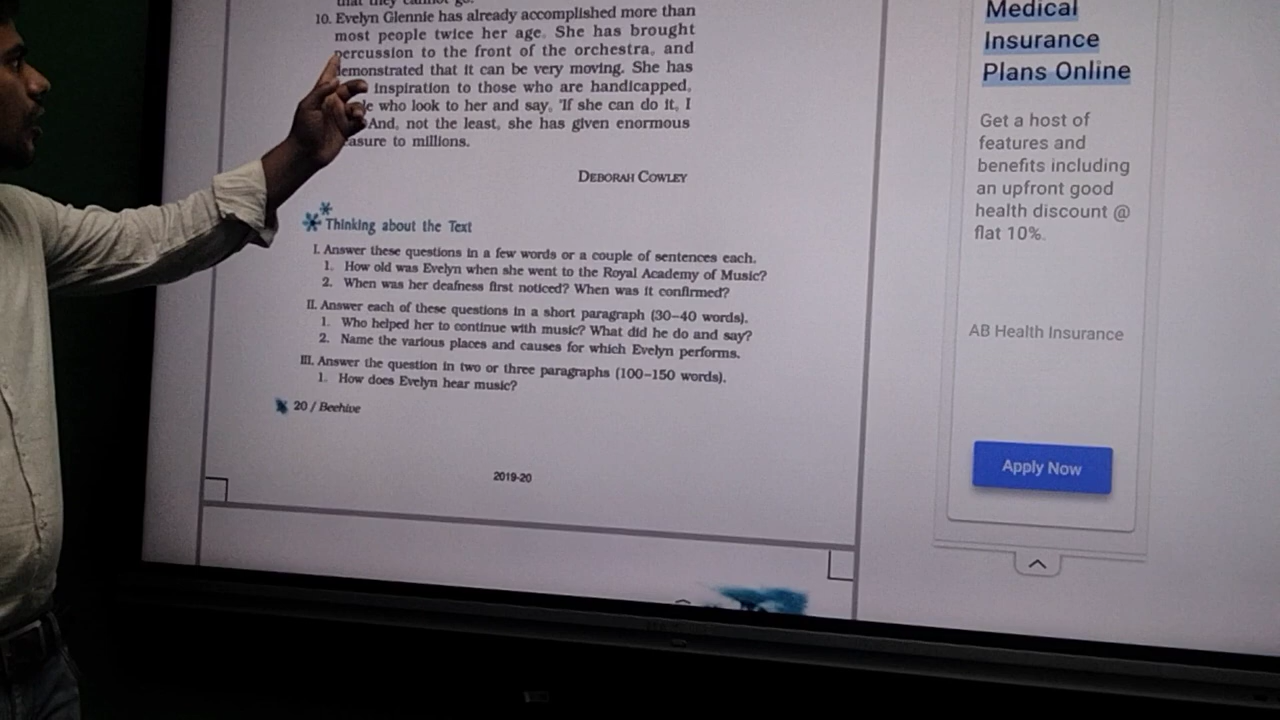 that they cannot go.
10. Evelyn Glennie has already accomplished more than
most people twice her age. She has brought
percussion to the front of the orchestra, and
demonstrated that it can be very moving. She has
inspiration to those who are handicapped,
who look to her and say, 'If she can do it, I
And, not the least, she has given enormous
to millions.
DEBORAH COWLEY
Thinking about the Text
I. Answer these questions in a few words or a couple of sentences each.
1. How old was Evelyn when she went to the Royal Academy of Music?
2. When was her deafness first noticed? When was it confirmed?
II. Answer each of these questions in a short paragraph (30–40 words).
1. Who helped her to continue with music? What did he do and say?
2. Name the various places and causes for which Evelyn performs.
III. Answer the question in two or three paragraphs (100–150 words).
1. How does Evelyn hear music?
20 / Beehive
2019-20
Medical
Insurance
Plans Online
Get a host of
features and
benefits including
an upfront good
health discount @
flat 10%.
AB Health Insurance
Apply Now